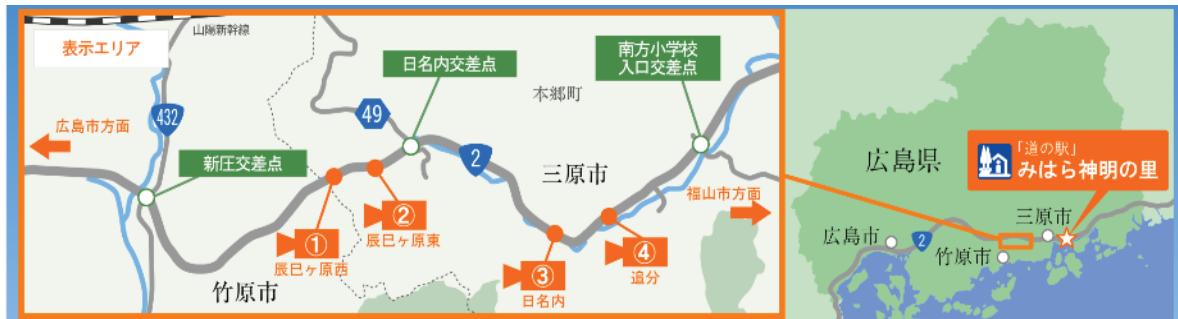 山陽新幹線
表示エリア
南方小学校
入口交差点
日名内交差点
本郷町
49
432
広島市方面
2
新庄交差点
三原市
福山市方面
②
辰巳ヶ原東
①
辰巳ヶ原西
④
追分
③
日名内
竹原市
広島県
「道の駅」
みはら神明の里
三原市
広島市
2
竹原市